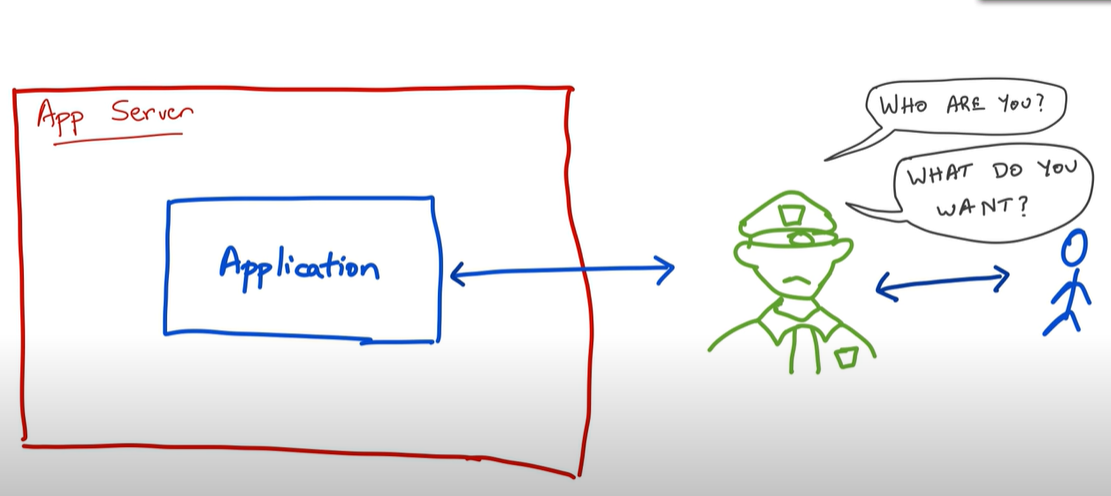 App Server
Application
WHO ARE YOU?
WHAT DO YOU
WANT?